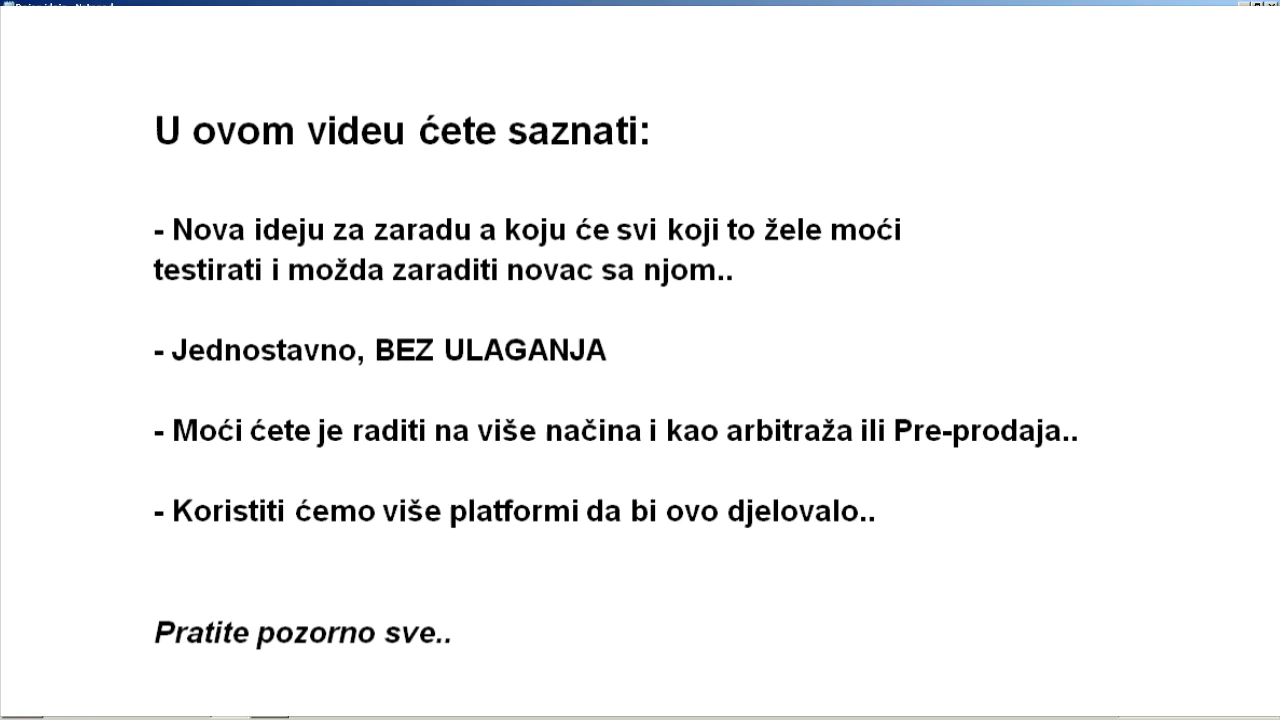 U ovom videu ćete saznati:
- Nova ideju za zaradu a koju će svi koji to žele moći
testirati i možda zaraditi novac sa njom..
- Jednostavno, BEZ ULAGANJA
- Moći ćete je raditi na više načina i kao arbitraža ili Pre-prodaja..
- Koristiti ćemo više platformi da bi ovo djelovalo..
Pratite pozorno sve..